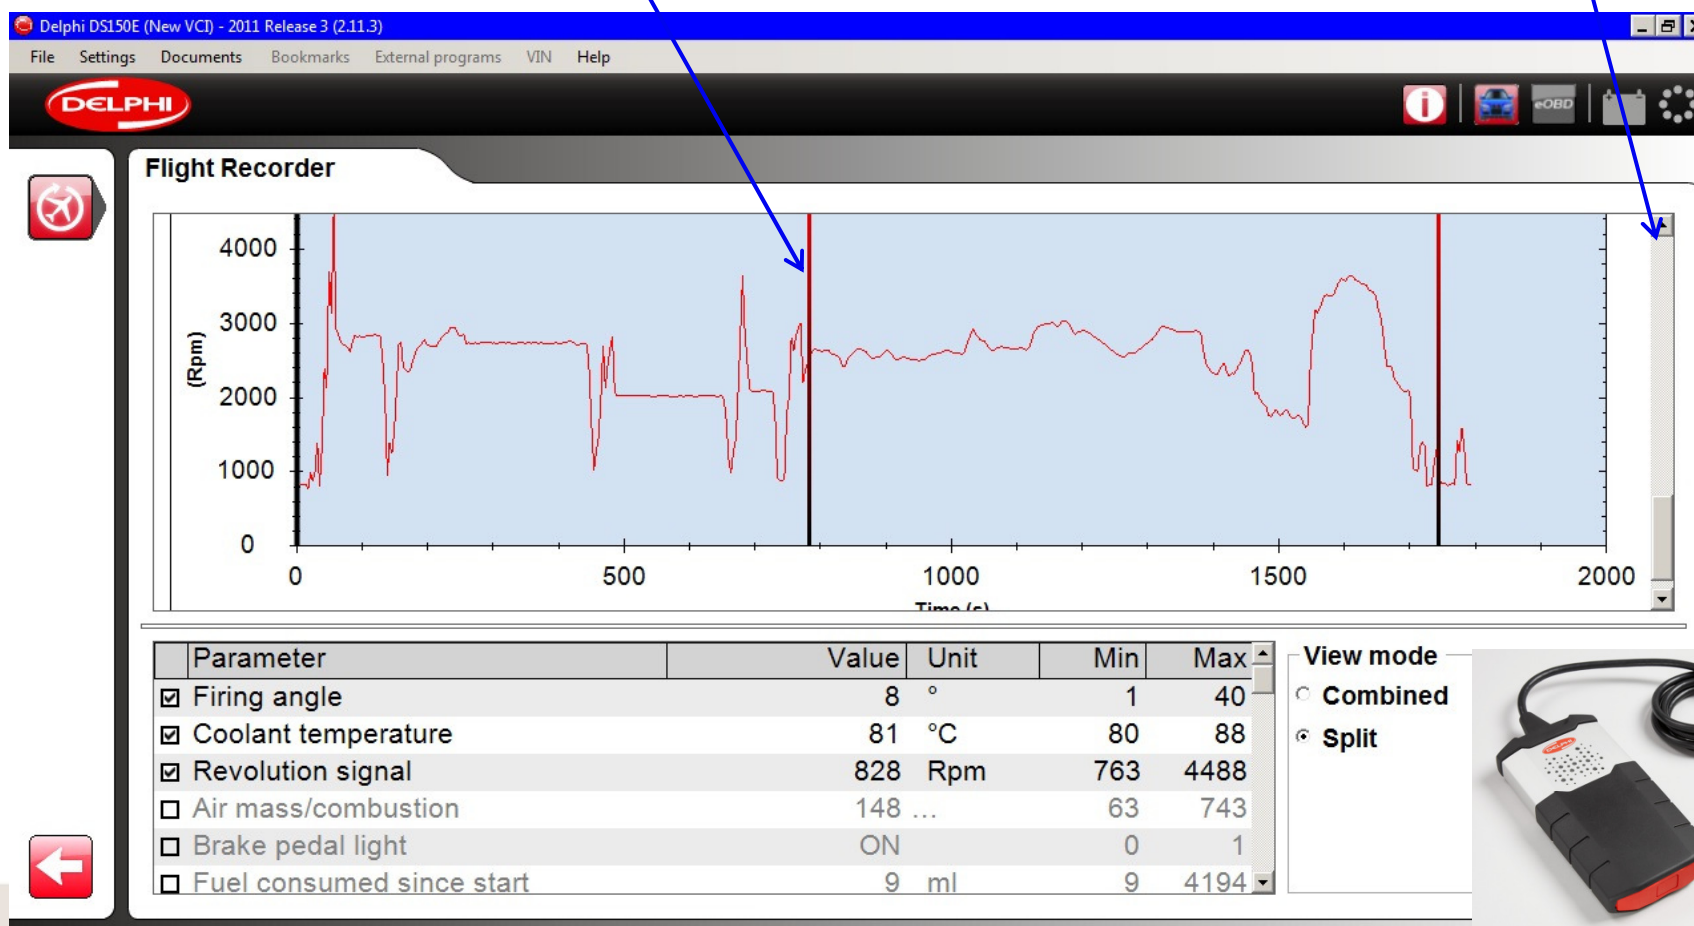 Delphi DS150E (New VCI) - 2011 Release 3 (2.11.3)
File Settings Documents Bookmarks External programs VIN Help
DELPHI
i eOBD
Flight Recorder
4000
3000
2000
1000
0
(Rpm)
0 500 1000 1500 2000
Time (s)
Parameter Value Unit Min Max
Firing angle 8 ° 1 40
Coolant temperature 81 °C 80 88
Revolution signal 828 Rpm 763 4488
Air mass/combustion 148 ... 63 743
Brake pedal light ON 0 1
Fuel consumed since start 9 ml 9 4194
View mode
Combined
Split
DELPHI